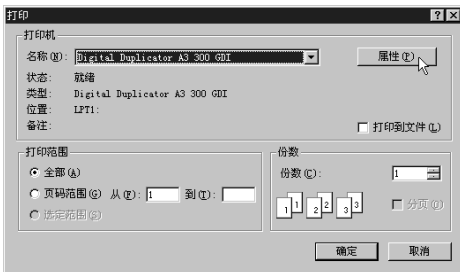 打印
打印机
名称(N): Digital Duplicator A3 300 GDI 属性(P)
状态: 就绪
类型: Digital Duplicator A3 300 GDI
位置: LPT1:
备注: 打印到文件(L)
打印范围
全部(A)
页码范围(G) 从(F): 1 到(T):
选定范围(S)
份数
份数(C): 1
1 1 2 2 3 3 分页(O)
确定 取消